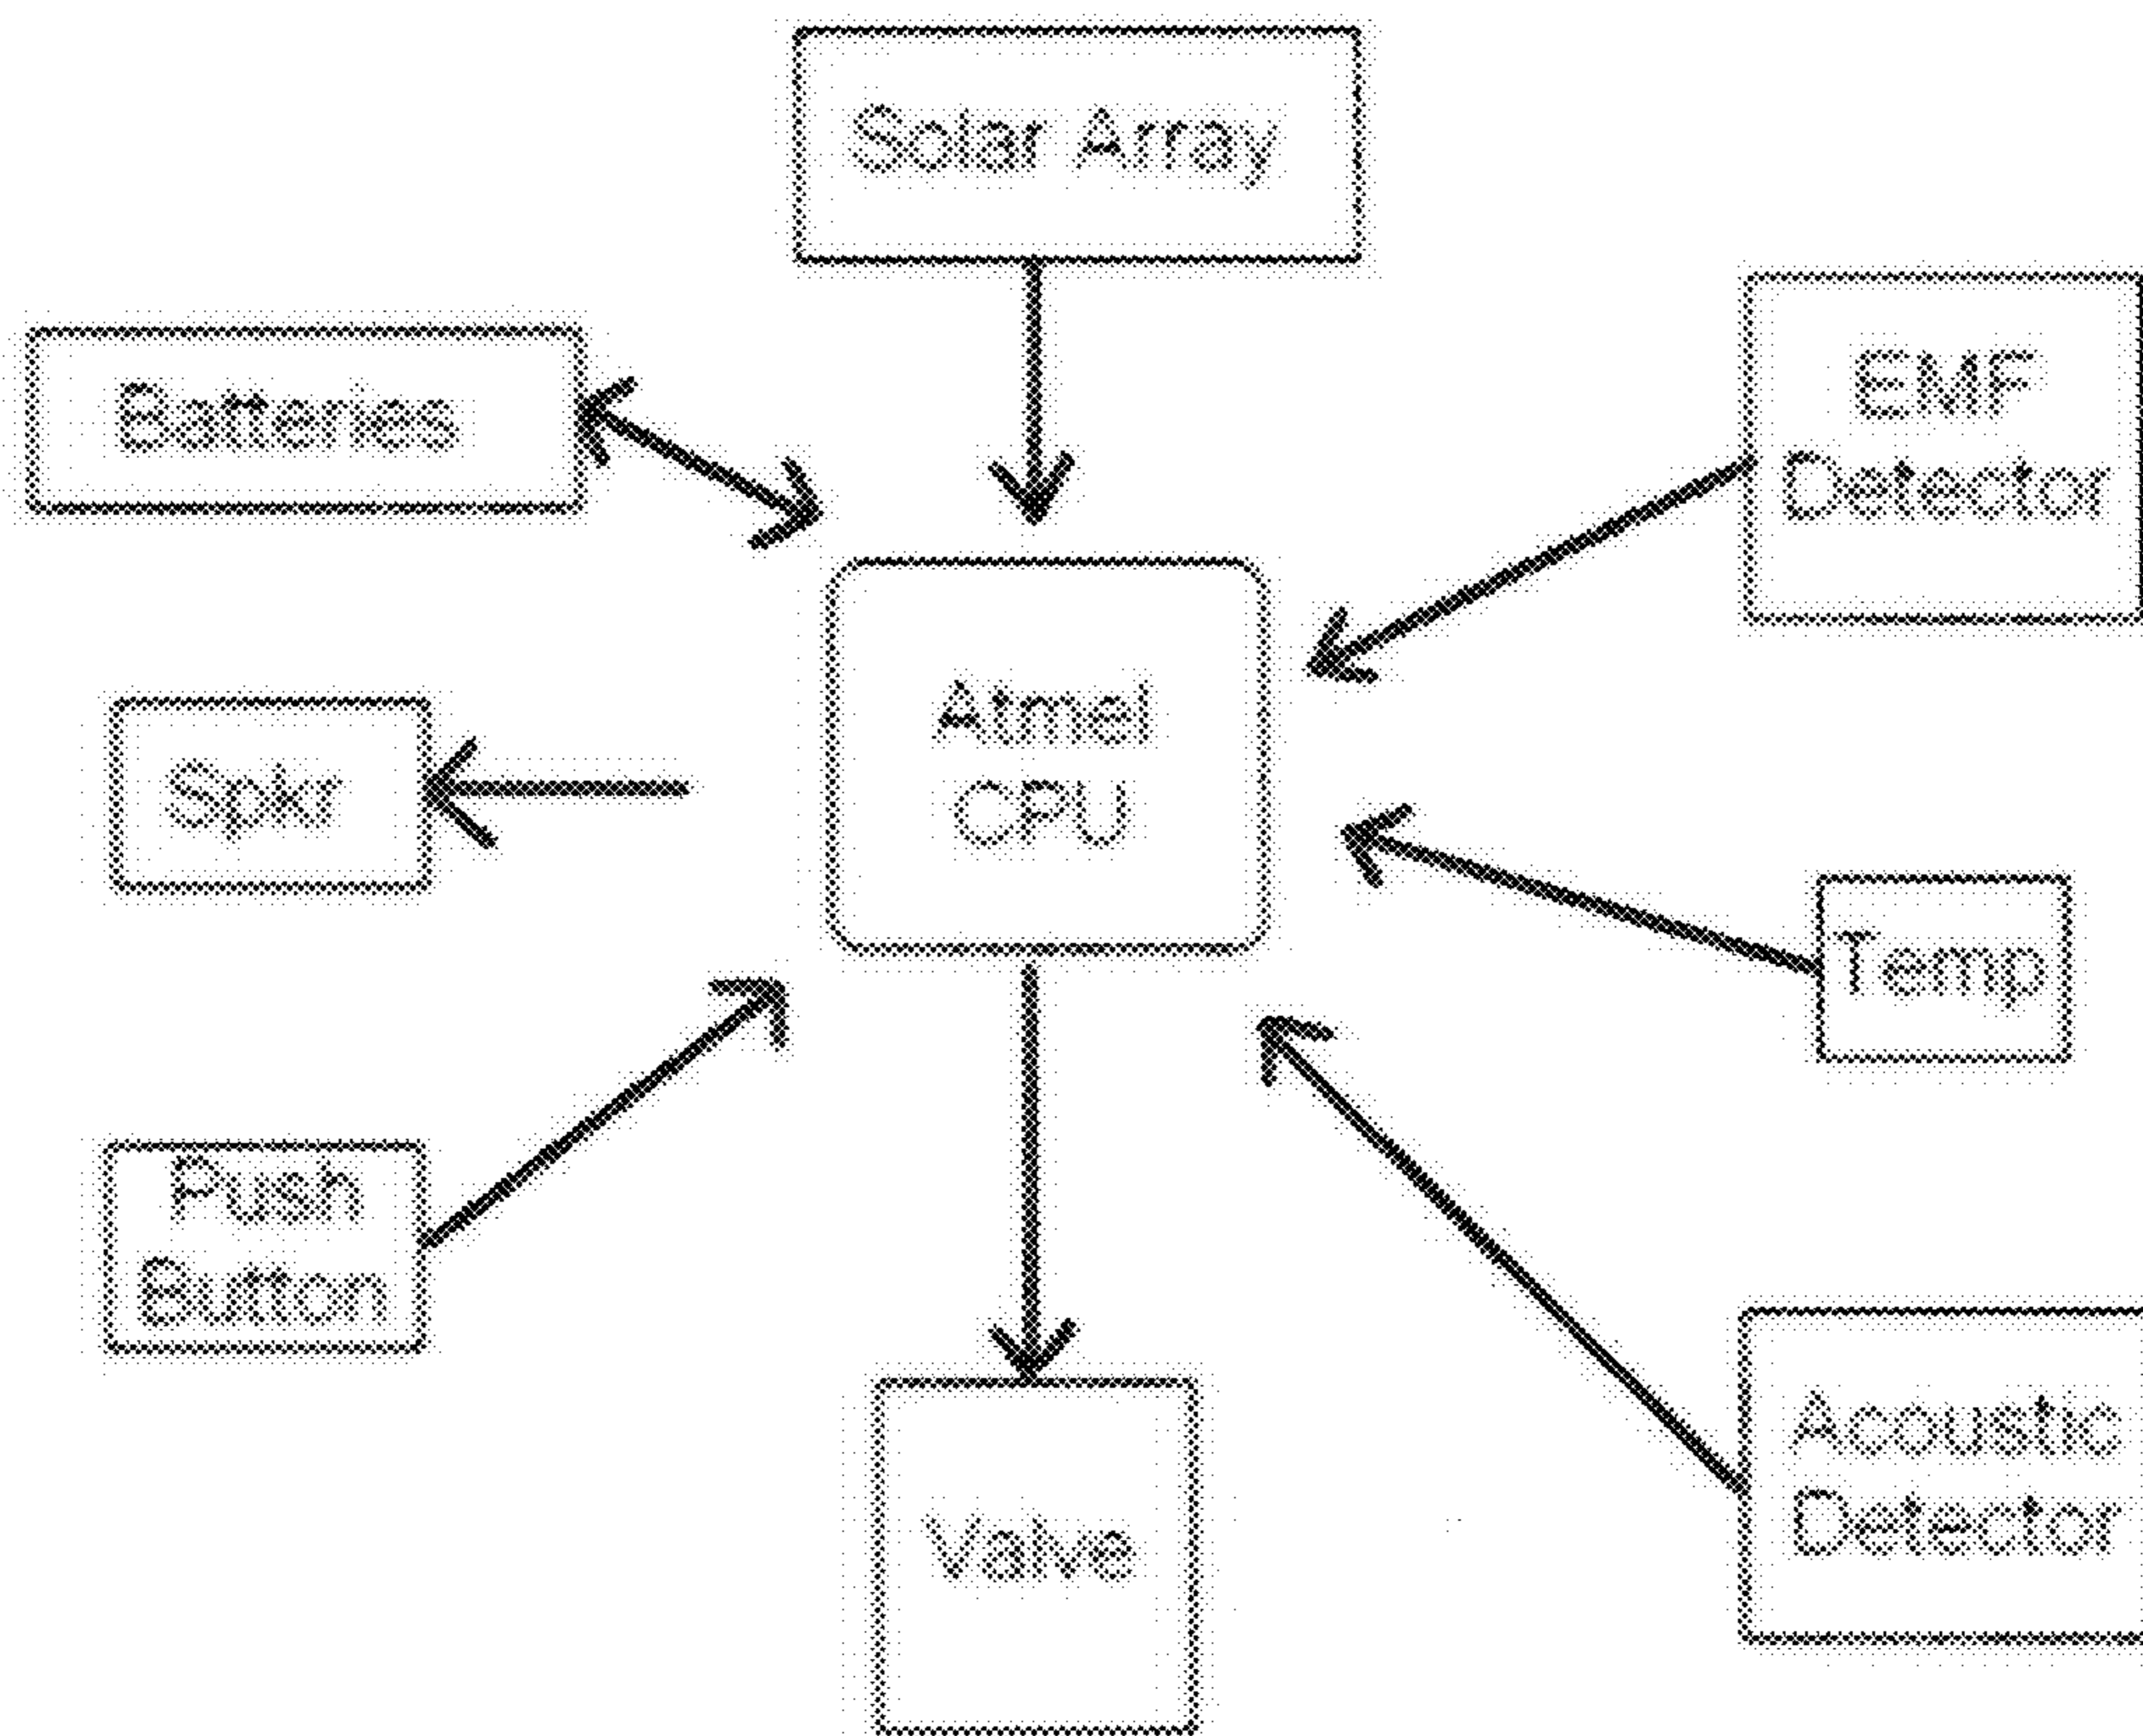 Solar Array
Batteries
EMF
Detector
Atmel
CPU
Spkr
Temp
Push
Button
Valve
Acoustic
Detector